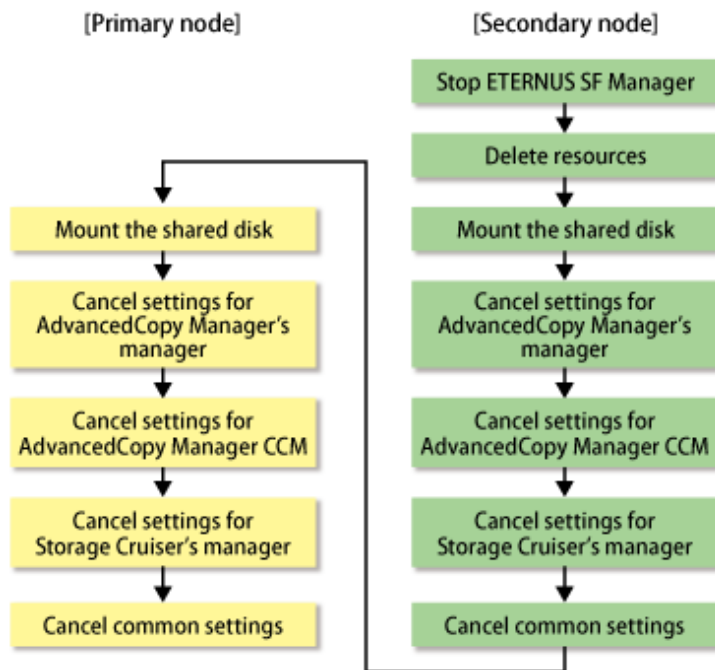 [Primary node]
[Secondary node]
Stop ETERNUS SF Manager
Delete resources
Mount the shared disk
Cancel settings for
AdvancedCopy Manager's
manager
Cancel settings for
AdvancedCopy Manager CCM
Cancel settings for
Storage Cruiser's manager
Cancel common settings
Mount the shared disk
Cancel settings for
AdvancedCopy Manager's
manager
Cancel settings for
AdvancedCopy Manager CCM
Cancel settings for
Storage Cruiser's manager
Cancel common settings